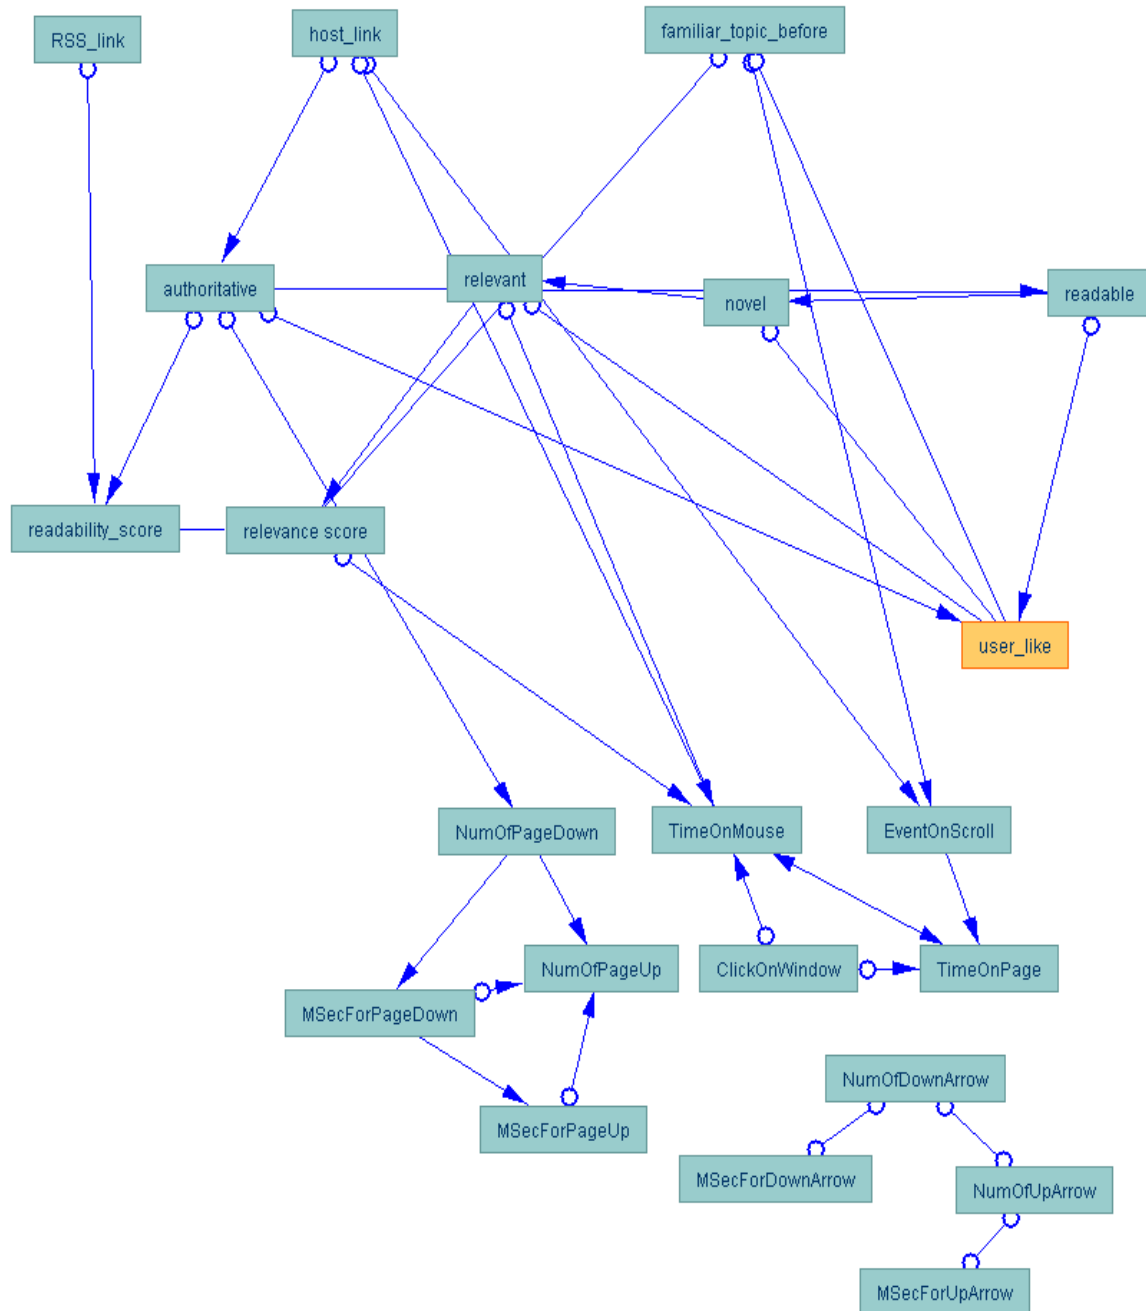 RSS_link
host_link
familiar_topic_before
authoritative
relevant
novel
readable
readability_score
relevance score
user_like
NumOfPageDown
TimeOnMouse
EventOnScroll
NumOfPageUp
ClickOnWindow
TimeOnPage
MSecForPageDown
MSecForPageUp
NumOfDownArrow
MSecForDownArrow
NumOfUpArrow
MSecForUpArrow